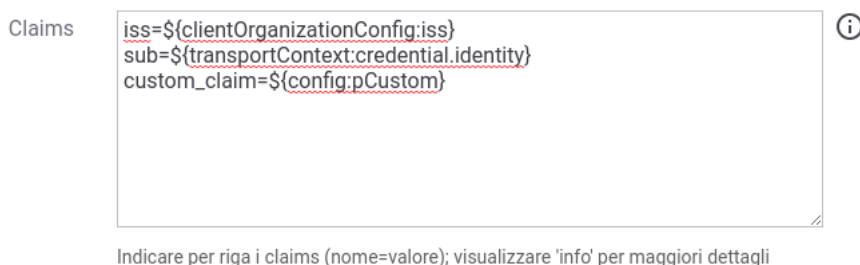 Claims
iss=${clientOrganizationConfig:iss}
sub=${transportContext:credential.identity}
custom_claim=${config:pCustom}
Indicare per riga i claims (nome=valore); visualizzare 'info' per maggiori dettagli